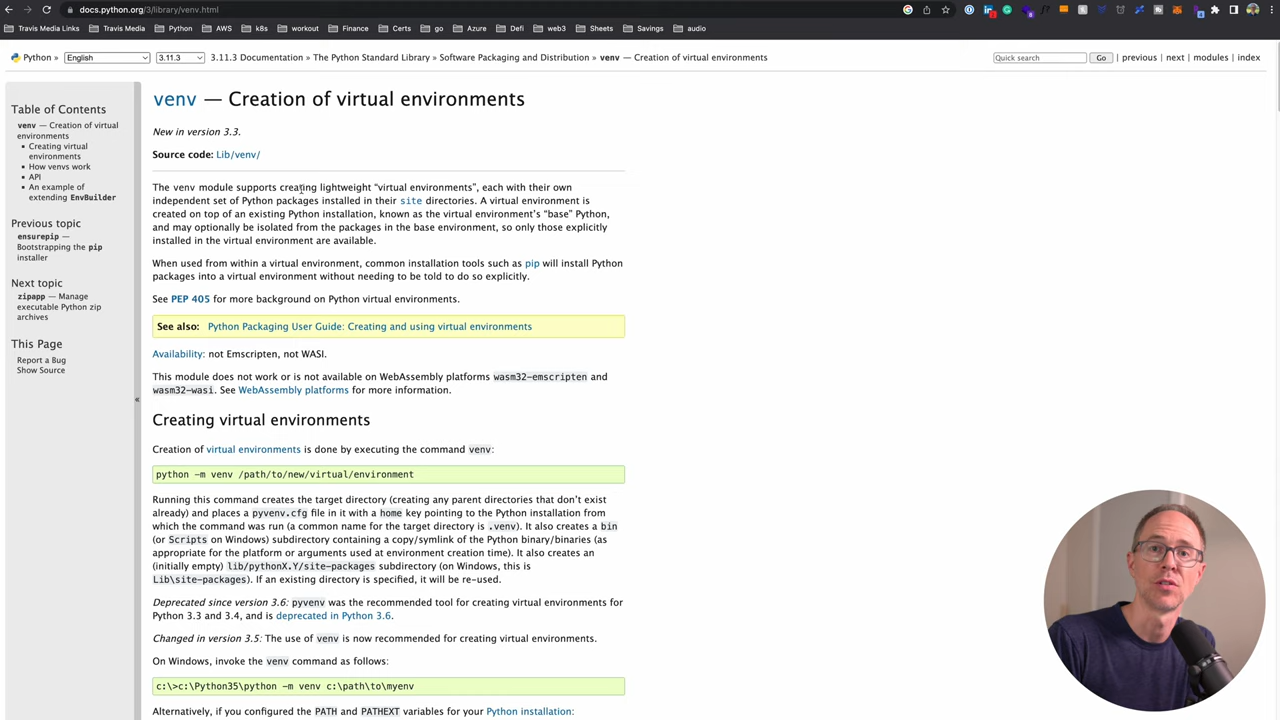 docs.python.org/3/library/venv.html
Travis Media Links Travis Media Python AWS k8s workout Finance Certs go Azure Defi web3 Sheets Savings audio
Python » English 3.11.3 3.11.3 Documentation » The Python Standard Library » Software Packaging and Distribution » venv — Creation of virtual environments Quick search Go | previous | next | modules | index
Table of Contents
venv — Creation of virtual
environments
Creating virtual
environments
How venvs work
API
An example of
extending EnvBuilder
Previous topic
ensurepip —
Bootstrapping the pip
installer
Next topic
zipapp — Manage
executable Python zip
archives
This Page
Report a Bug
Show Source
«
venv — Creation of virtual environments
New in version 3.3.
Source code: Lib/venv/
The venv module supports creating lightweight “virtual environments”, each with their own
independent set of Python packages installed in their site directories. A virtual environment is
created on top of an existing Python installation, known as the virtual environment’s “base” Python,
and may optionally be isolated from the packages in the base environment, so only those explicitly
installed in the virtual environment are available.
When used from within a virtual environment, common installation tools such as pip will install Python
packages into a virtual environment without needing to be told to do so explicitly.
See PEP 405 for more background on Python virtual environments.
See also: Python Packaging User Guide: Creating and using virtual environments
Availability: not Emscripten, not WASI.
This module does not work or is not available on WebAssembly platforms wasm32-emscripten and
wasm32-wasi. See WebAssembly platforms for more information.
Creating virtual environments
Creation of virtual environments is done by executing the command venv:
python -m venv /path/to/new/virtual/environment
Running this command creates the target directory (creating any parent directories that don’t exist
already) and places a pyvenv.cfg file in it with a home key pointing to the Python installation from
which the command was run (a common name for the target directory is .venv). It also creates a bin
(or Scripts on Windows) subdirectory containing a copy/symlink of the Python binary/binaries (as
appropriate for the platform or arguments used at environment creation time). It also creates an
(initially empty) lib/pythonX.Y/site-packages subdirectory (on Windows, this is
Lib\site-packages). If an existing directory is specified, it will be re-used.
Deprecated since version 3.6: pyvenv was the recommended tool for creating virtual environments for
Python 3.3 and 3.4, and is deprecated in Python 3.6.
Changed in version 3.5: The use of venv is now recommended for creating virtual environments.
On Windows, invoke the venv command as follows:
c:\>c:\Python35\python -m venv c:\path\to\myenv
Alternatively, if you configured the PATH and PATHEXT variables for your Python installation: